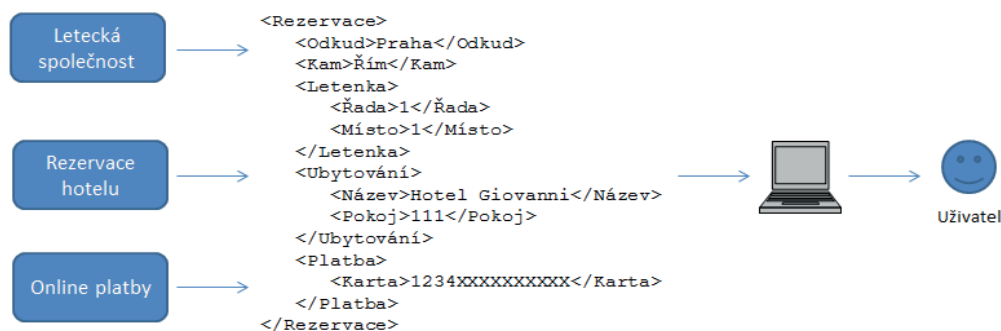 Letecká
společnost
Rezervace
hotelu
Online platby
<Rezervace>
<Odkud>Praha</Odkud>
<Kam>Řím</Kam>
<Letenka>
<Řada>1</Řada>
<Místo>1</Místo>
</Letenka>
<Ubytování>
<Název>Hotel Giovanni</Název>
<Pokoj>111</Pokoj>
</Ubytování>
<Platba>
<Karta>1234XXXXXXXXXX</Karta>
</Platba>
</Rezervace>
Uživatel